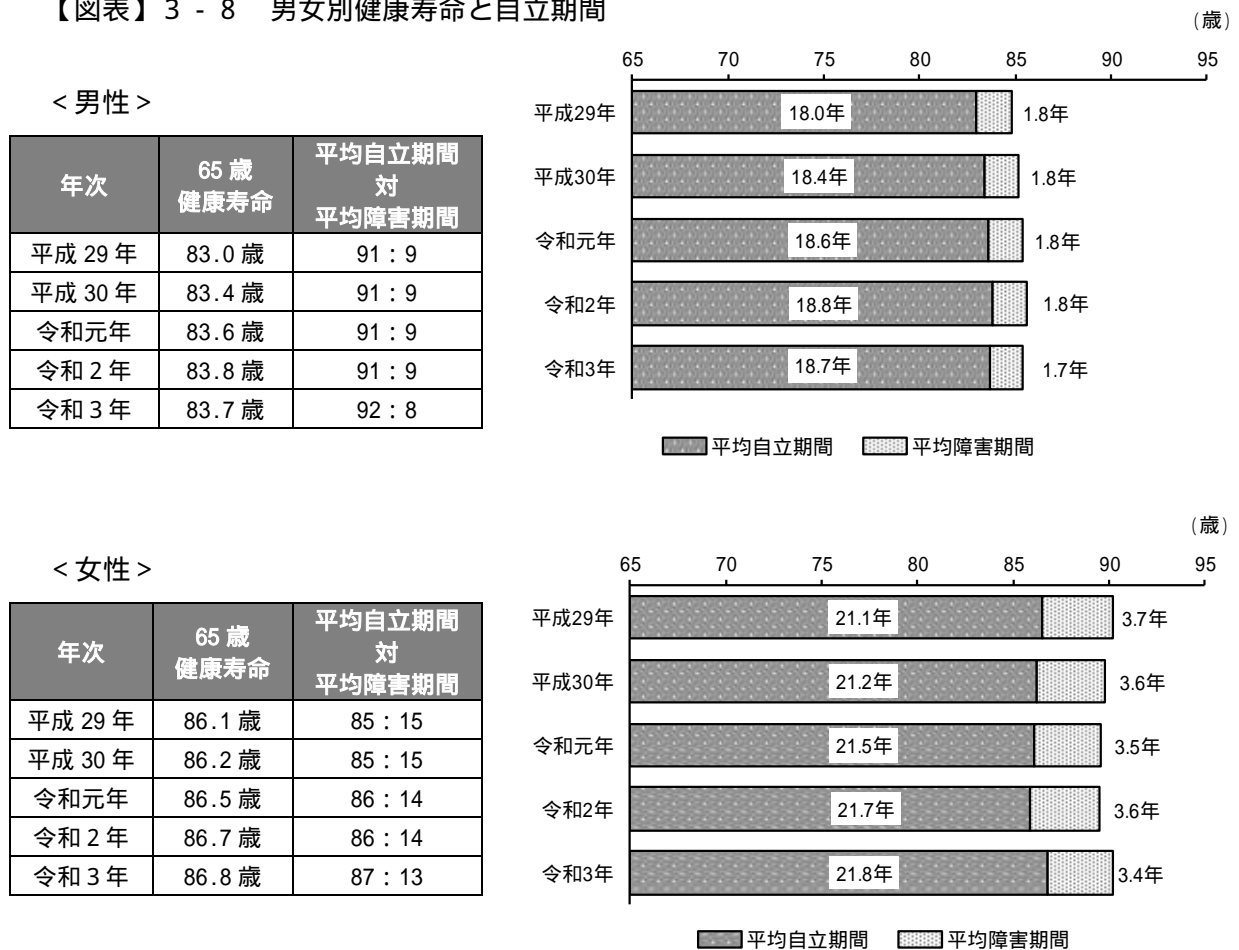 【図表】3-8 男女別健康寿命と自立期間
<男性>
年次 65歳健康寿命 平均自立期間対平均障害期間
平成29年 83.0歳 91:9
平成30年 83.4歳 91:9
令和元年 83.6歳 91:9
令和2年 83.8歳 91:9
令和3年 83.7歳 92:8
(歳)
65 70 75 80 85 90 95
平成29年 18.0年 1.8年
平成30年 18.4年 1.8年
令和元年 18.6年 1.8年
令和2年 18.8年 1.8年
令和3年 18.7年 1.7年
平均自立期間 平均障害期間
<女性>
年次 65歳健康寿命 平均自立期間対平均障害期間
平成29年 86.1歳 85:15
平成30年 86.2歳 85:15
令和元年 86.5歳 86:14
令和2年 86.7歳 86:14
令和3年 86.8歳 87:13
(歳)
65 70 75 80 85 90 95
平成29年 21.1年 3.7年
平成30年 21.2年 3.6年
令和元年 21.5年 3.5年
令和2年 21.7年 3.6年
令和3年 21.8年 3.4年
平均自立期間 平均障害期間